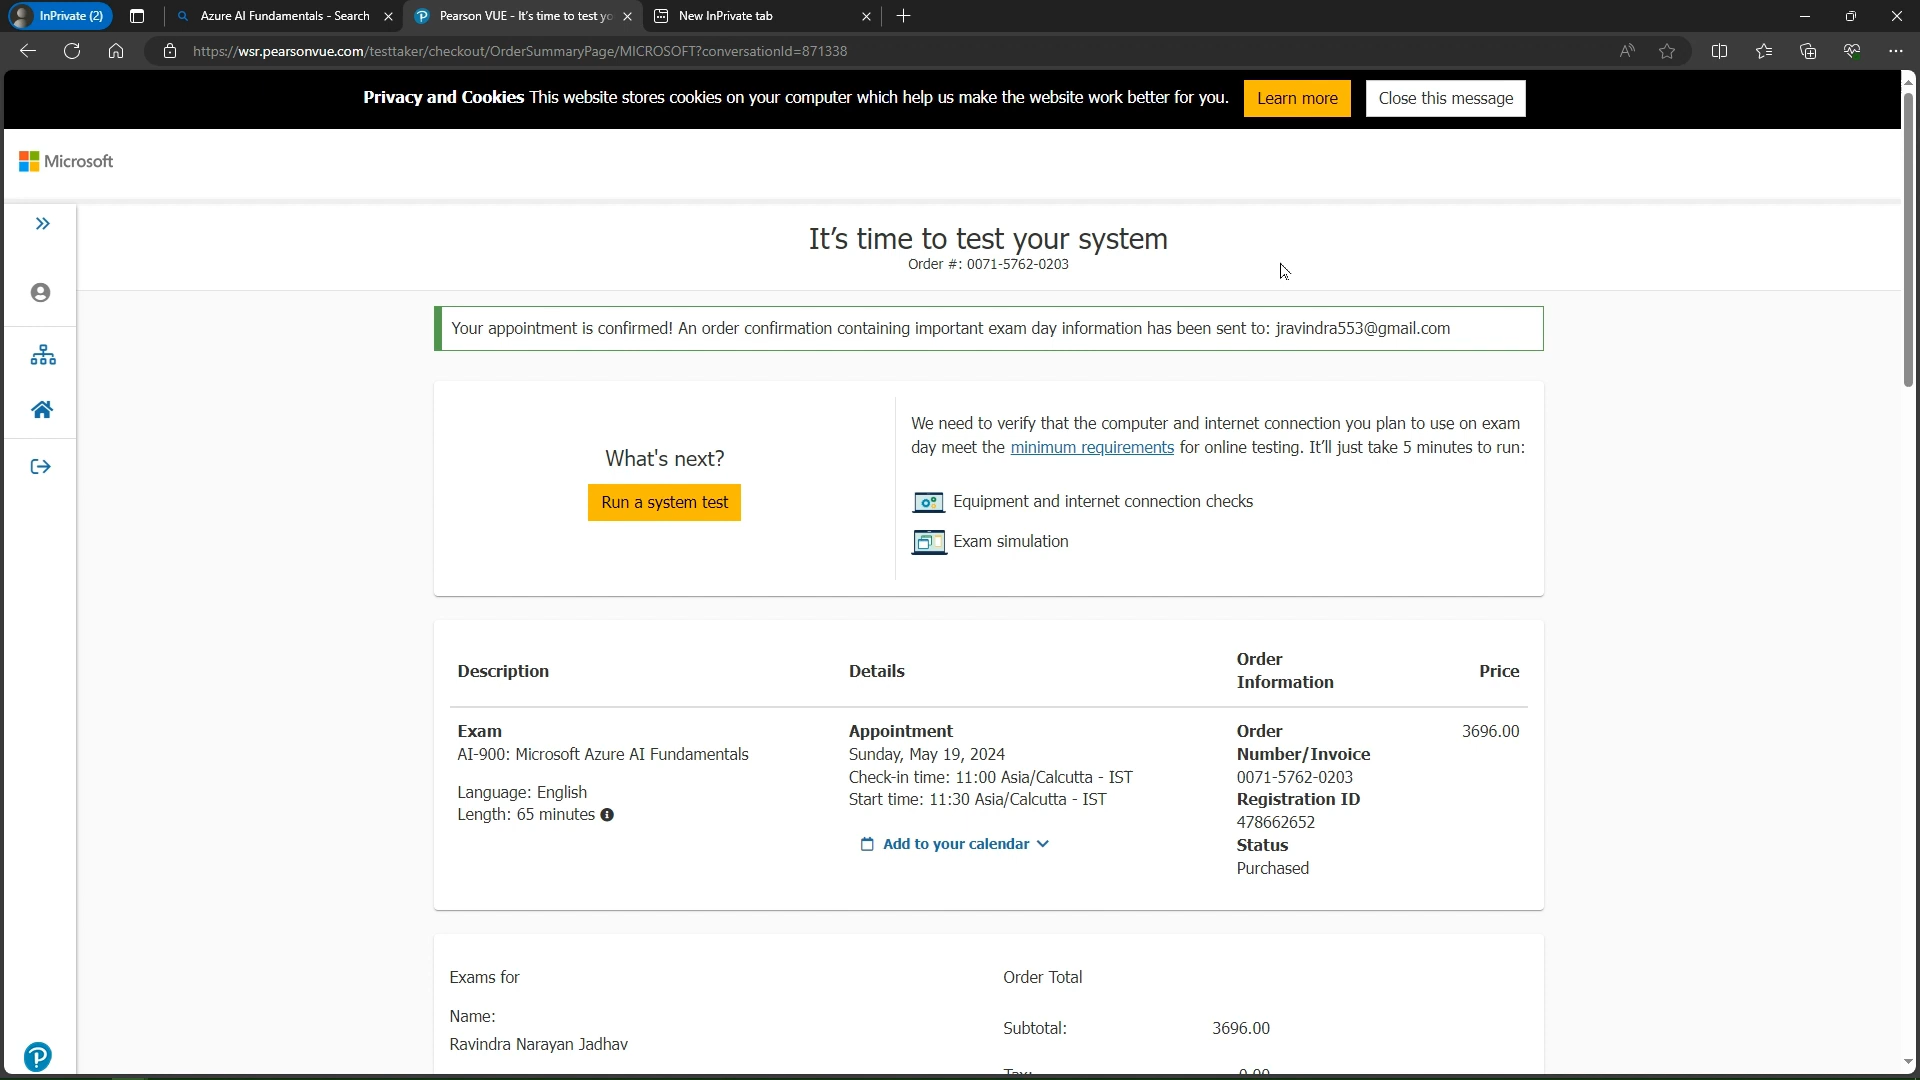 InPrivate (2)
Azure AI Fundamentals - Search
Pearson VUE - It's time to test yo
New InPrivate tab
https://wsr.pearsonvue.com/testtaker/checkout/OrderSummaryPage/MICROSOFT?conversationId=871338
Privacy and Cookies This website stores cookies on your computer which help us make the website work better for you.
Learn more
Close this message
Microsoft
It's time to test your system
Order #: 0071-5762-0203
Your appointment is confirmed! An order confirmation containing important exam day information has been sent to: jravindra553@gmail.com
What's next?
Run a system test
We need to verify that the computer and internet connection you plan to use on exam
day meet the minimum requirements for online testing. It'll just take 5 minutes to run:
Equipment and internet connection checks
Exam simulation
Description
Details
Order
Information
Price
Exam
AI-900: Microsoft Azure AI Fundamentals
Language: English
Length: 65 minutes
Appointment
Sunday, May 19, 2024
Check-in time: 11:00 Asia/Calcutta - IST
Start time: 11:30 Asia/Calcutta - IST
Add to your calendar
Order
Number/Invoice
0071-5762-0203
Registration ID
478662652
Status
Purchased
3696.00
Exams for
Name:
Ravindra Narayan Jadhav
Order Total
Subtotal: 3696.00
Tax: 0.00